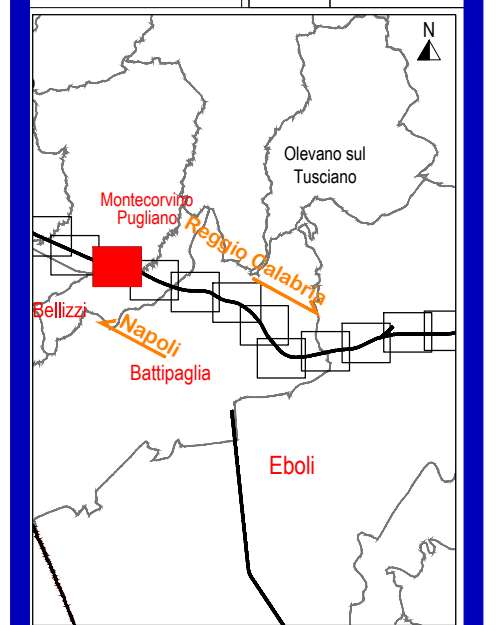 N
Olevano sul
Tusciano
Montecorvino
Pugliano
Reggio Calabria
Bellizzi
Napoli
Battipaglia
Eboli